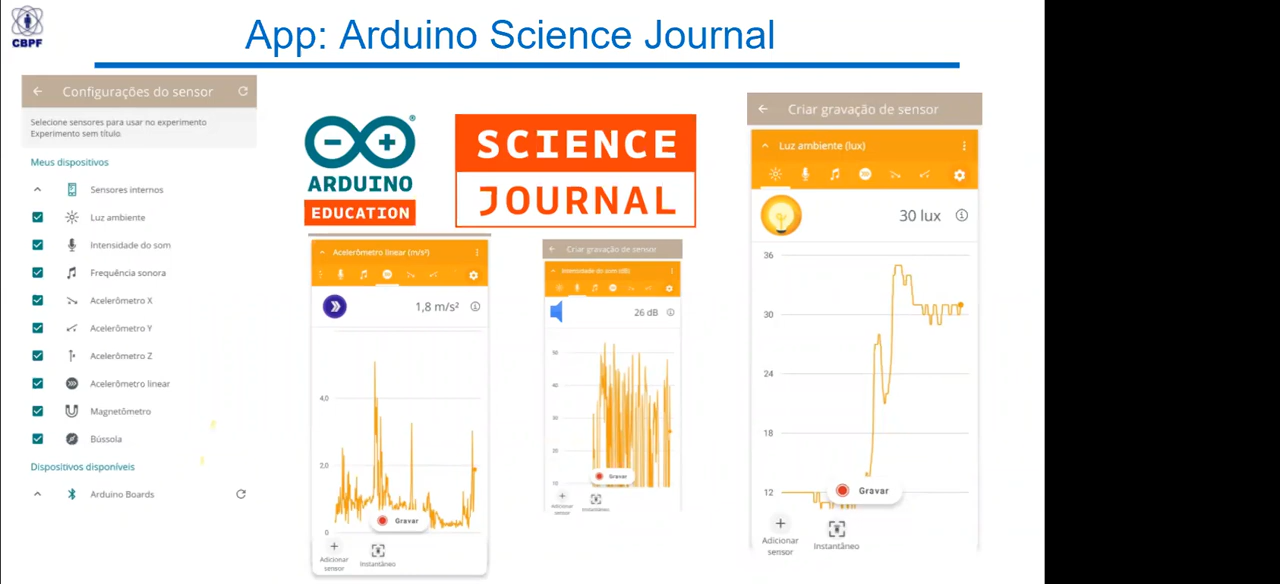 CBPF
App: Arduino Science Journal
Configurações do sensor
Selecione sensores para usar no experimento
Experimento sem título.
Meus dispositivos
Sensores internos
Luz ambiente
Intensidade do som
Frequência sonora
Acelerômetro X
Acelerômetro Y
Acelerômetro Z
Acelerômetro linear
Magnetômetro
Bússola
Dispositivos disponíveis
Arduino Boards
ARDUINO
EDUCATION
SCIENCE
JOURNAL
Acelerômetro linear (m/s²)
1,8 m/s²
4,0
2,0
0
Gravar
Adicionar
sensor
Instantâneo
Criar gravação de sensor
Intensidade do som (dB)
26 dB
50
40
30
20
10
Gravar
Adicionar
sensor
Instantâneo
Criar gravação de sensor
Luz ambiente (lux)
30 lux
36
30
24
18
12
Gravar
Adicionar
sensor
Instantâneo